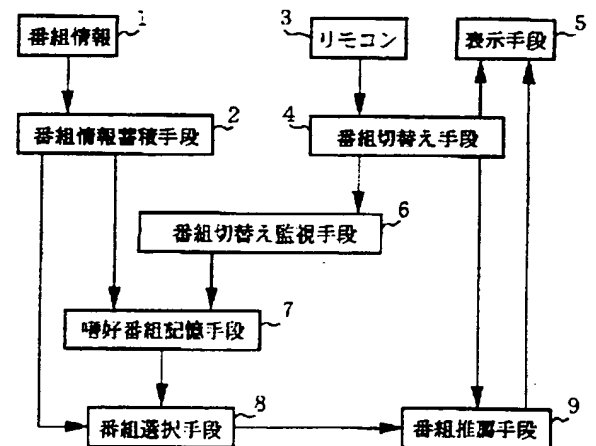 番組情報
1
リモコン
3
表示手段
5
番組情報蓄積手段
2
番組切替え手段
4
番組切替え監視手段
6
嗜好番組記憶手段
7
番組選択手段
8
番組推薦手段
9